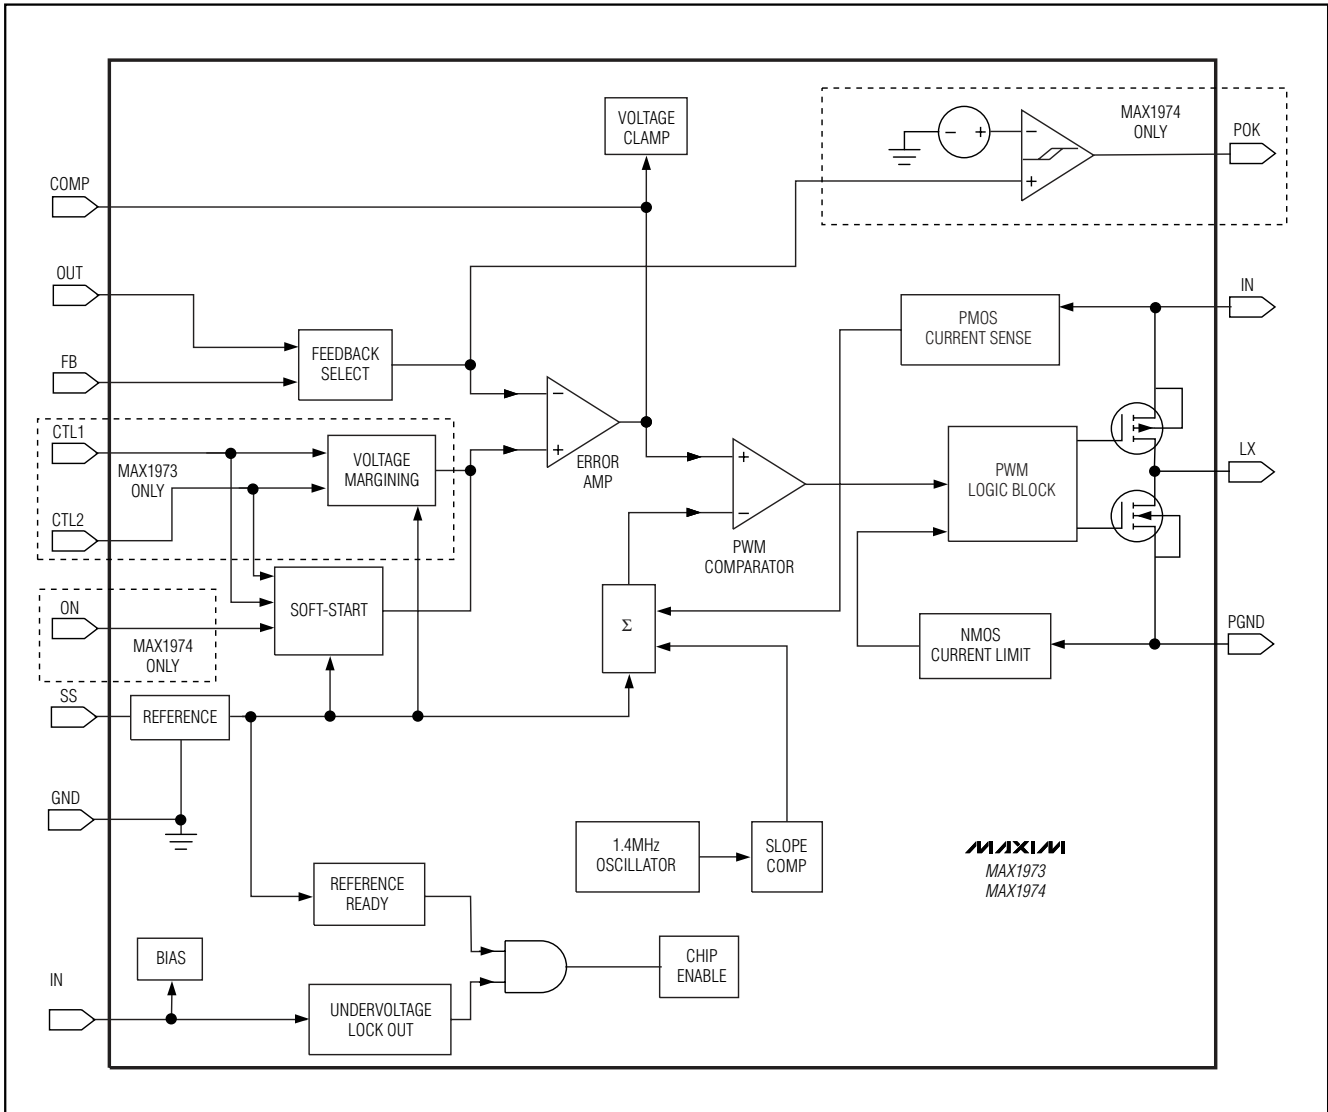 VOLTAGE
CLAMP
MAX1974
ONLY
POK
− +
−
+
COMP
OUT
FB
FEEDBACK
SELECT
PMOS
CURRENT SENSE
IN
CTL1
MAX1973
ONLY
CTL2
VOLTAGE
MARGINING
−
+
ERROR
AMP
+
−
PWM
COMPARATOR
PWM
LOGIC BLOCK
LX
ON
MAX1974
ONLY
SOFT-START
Σ
NMOS
CURRENT LIMIT
PGND
SS
REFERENCE
GND
1.4MHz
OSCILLATOR
SLOPE
COMP
MAXIM
MAX1973
MAX1974
REFERENCE
READY
BIAS
IN
UNDERVOLTAGE
LOCK OUT
CHIP
ENABLE